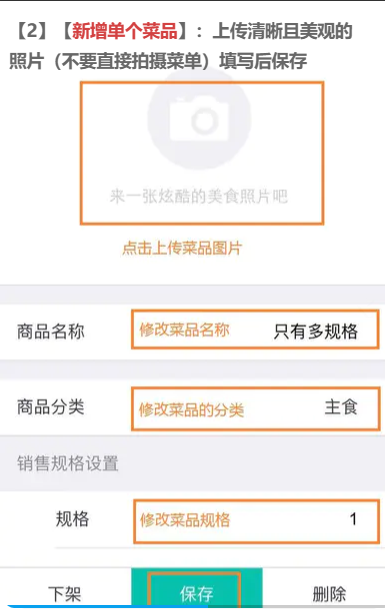 【2】【新增单个菜品】：上传清晰且美观的
照片（不要直接拍摄菜单）填写后保存
来一张炫酷的美食照片吧
点击上传菜品图片
商品名称 修改菜品名称 只有多规格
商品分类 修改菜品的分类 主食
销售规格设置
规格 修改菜品规格 1
下架 保存 删除